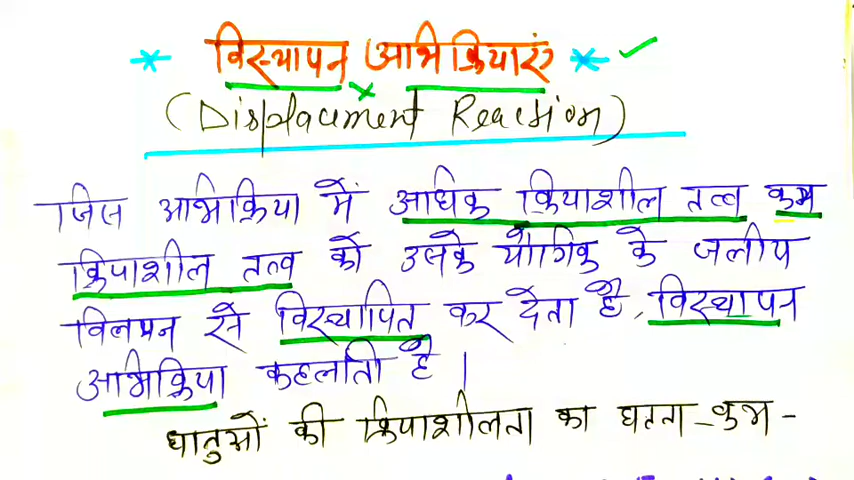 विस्थापन अभिक्रियाएं
(Displacement Reaction)
जिस अभिक्रिया में अधिक क्रियाशील तत्व कम
क्रियाशील तत्व को उसके यौगिक के जलीय
विलयन से विस्थापित कर देता है, विस्थापन
अभिक्रिया कहलाती है।
धातुओं की क्रियाशीलता का घटता-क्रम-